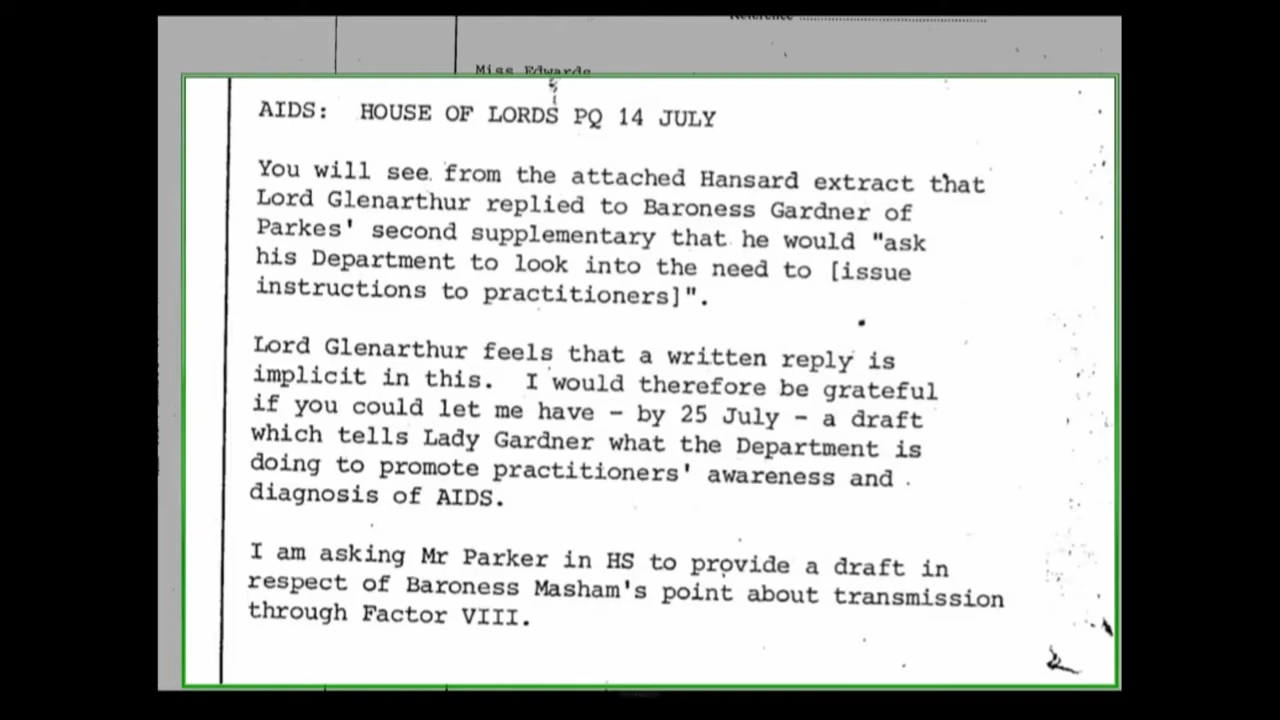 Reference
Miss Edwards
AIDS: HOUSE OF LORDS PQ 14 JULY
You will see from the attached Hansard extract that
Lord Glenarthur replied to Baroness Gardner of
Parkes' second supplementary that he would "ask
his Department to look into the need to [issue
instructions to practitioners]".
Lord Glenarthur feels that a written reply is
implicit in this. I would therefore be grateful
if you could let me have - by 25 July - a draft
which tells Lady Gardner what the Department is
doing to promote practitioners' awareness and
diagnosis of AIDS.
I am asking Mr Parker in HS to provide a draft in
respect of Baroness Masham's point about transmission
through Factor VIII.